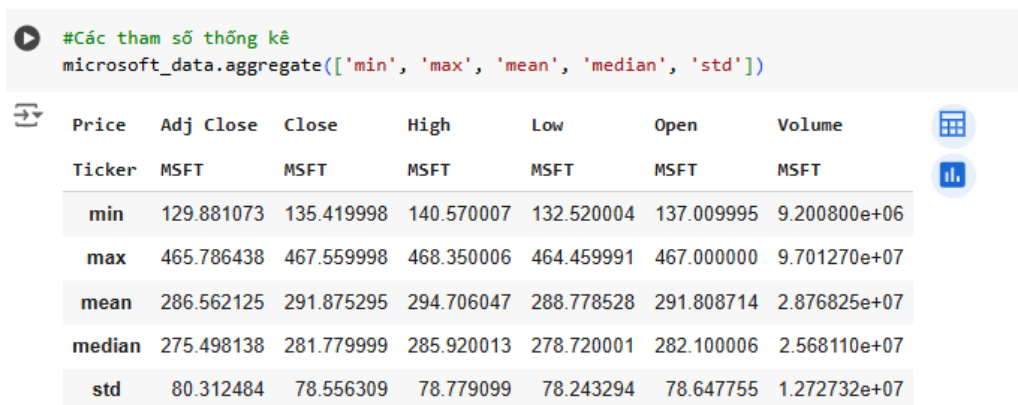 #Các tham số thống kê
microsoft_data.aggregate(['min', 'max', 'mean', 'median', 'std'])
Price Adj Close Close High Low Open Volume
Ticker MSFT MSFT MSFT MSFT MSFT MSFT
min 129.881073 135.419998 140.570007 132.520004 137.009995 9.200800e+06
max 465.786438 467.559998 468.350006 464.459991 467.000000 9.701270e+07
mean 286.562125 291.875295 294.706047 288.778528 291.808714 2.876825e+07
median 275.498138 281.779999 285.920013 278.720001 282.100006 2.568110e+07
std 80.312484 78.556309 78.779099 78.243294 78.647755 1.272732e+07